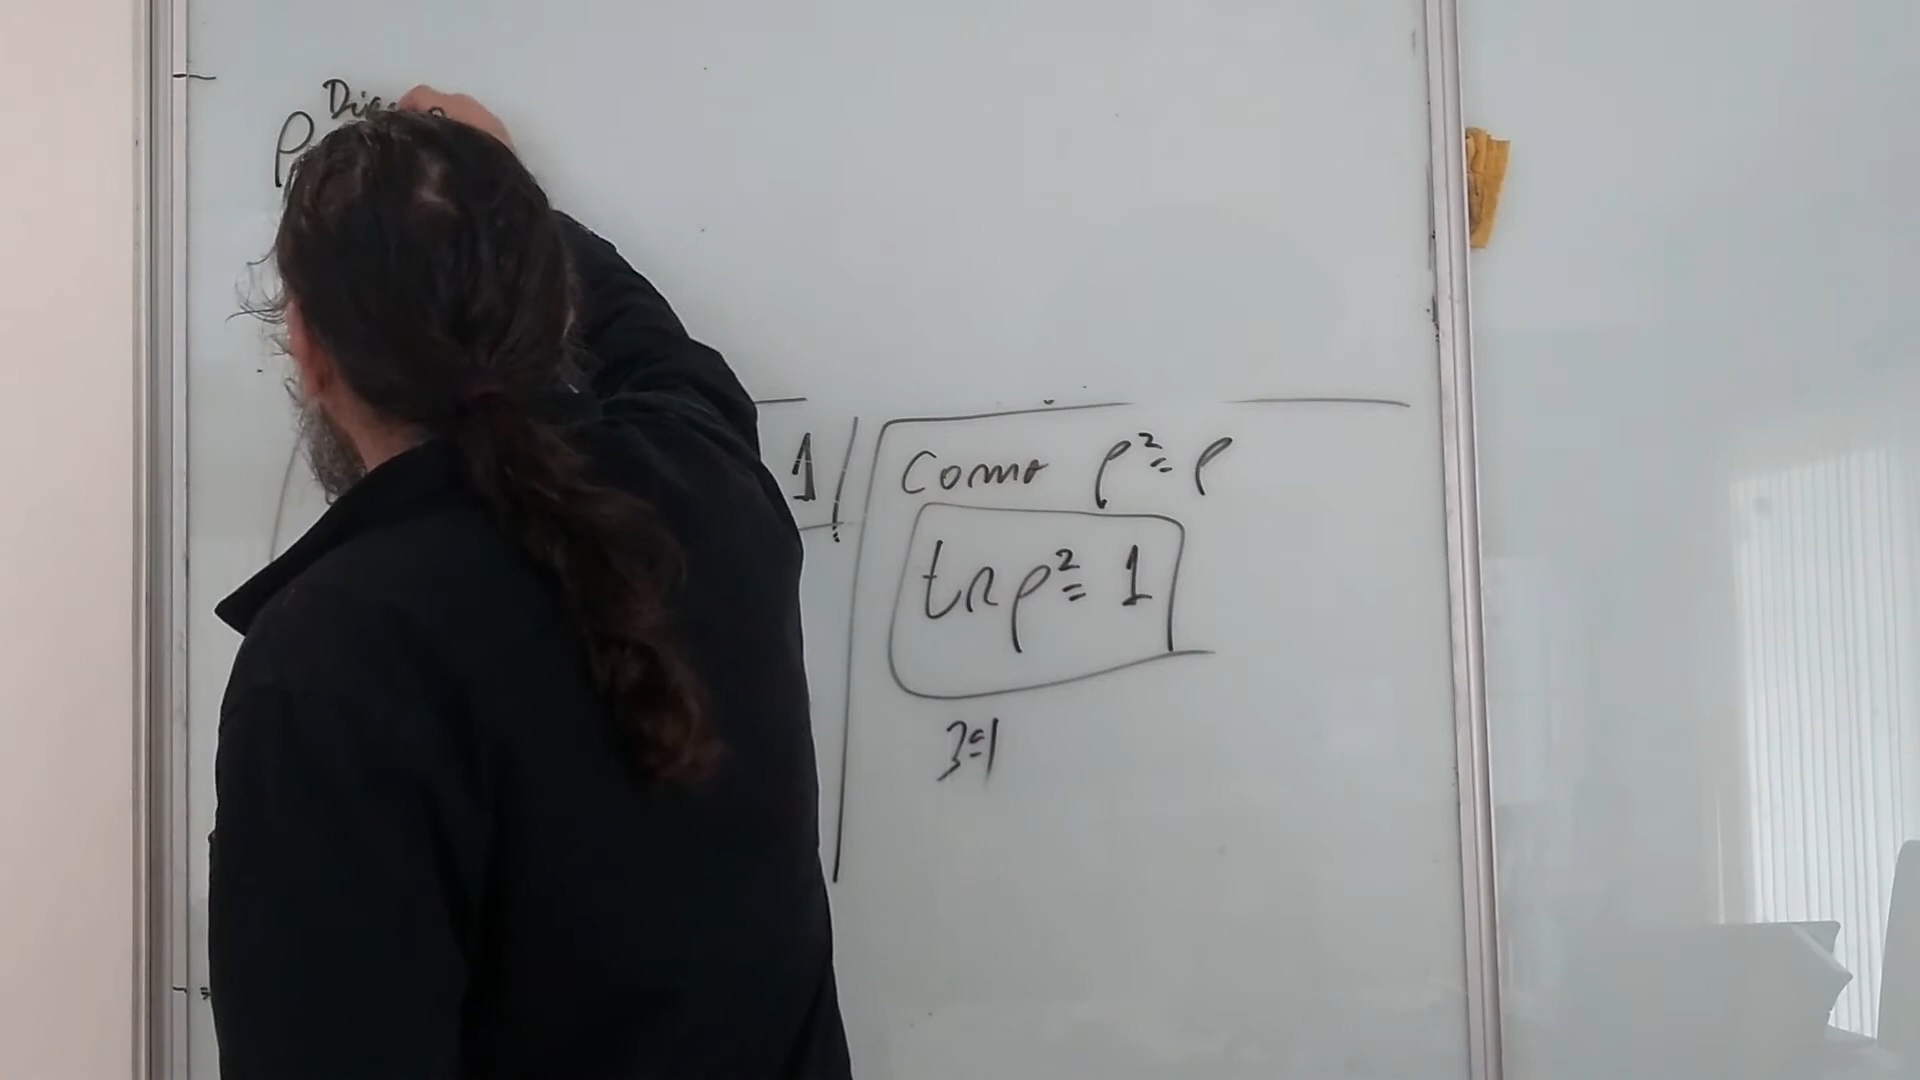 ρ
1
Como ρ² = ρ
tr ρ² = 1